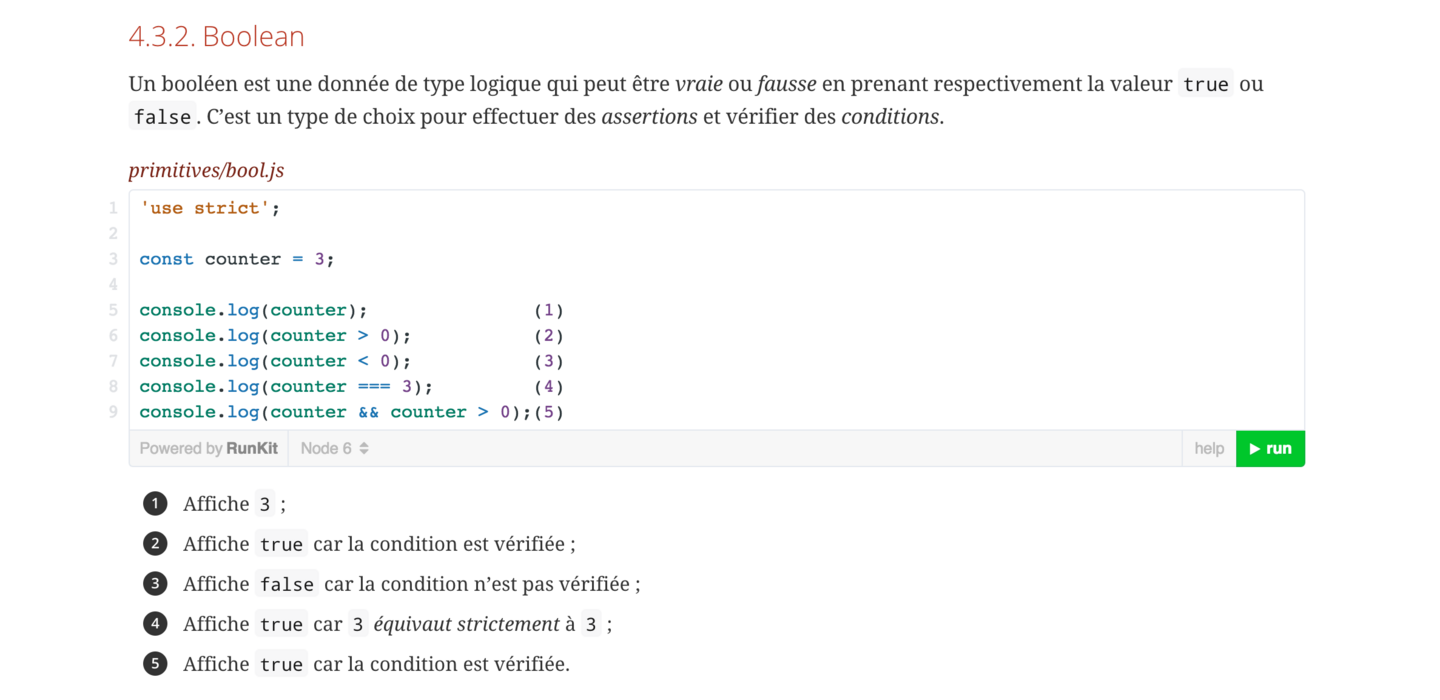 4.3.2. Boolean
Un booléen est une donnée de type logique qui peut être vraie ou fausse en prenant respectivement la valeur true ou
false. C’est un type de choix pour effectuer des assertions et vérifier des conditions.
primitives/bool.js
1 'use strict';
2
3 const counter = 3;
4
5 console.log(counter); (1)
6 console.log(counter > 0); (2)
7 console.log(counter < 0); (3)
8 console.log(counter === 3); (4)
9 console.log(counter && counter > 0);(5)
Powered by RunKit Node 6 help run
1 Affiche 3 ;
2 Affiche true car la condition est vérifiée ;
3 Affiche false car la condition n’est pas vérifiée ;
4 Affiche true car 3 équivaut strictement à 3 ;
5 Affiche true car la condition est vérifiée.